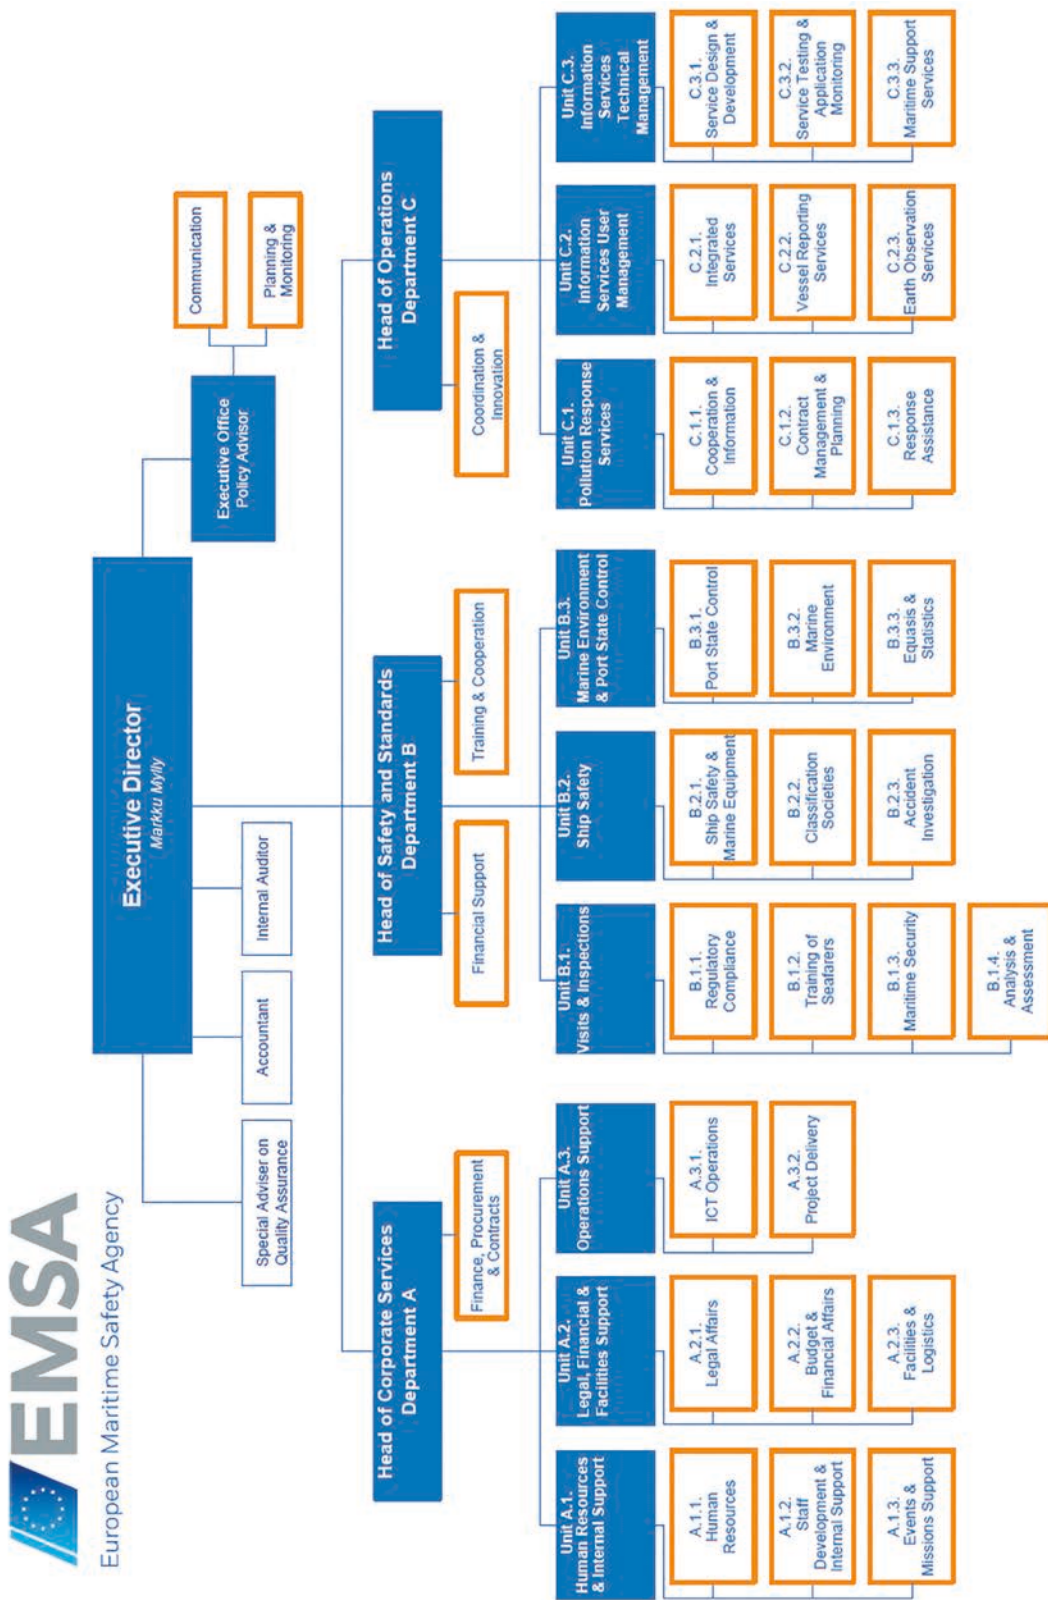 EMSA
European Maritime Safety Agency
Executive Director
Markku Mylly
Special Adviser on
Quality Assurance
Accountant
Internal Auditor
Executive Office
Policy Advisor
Communication
Planning &
Monitoring
Head of Corporate Services
Department A
Finance, Procurement
& Contracts
Head of Safety and Standards
Department B
Financial Support
Training & Cooperation
Head of Operations
Department C
Coordination &
Innovation
Unit A.1.
Human Resources
& Internal Support
A.1.1.
Human
Resources
A.1.2.
Staff
Development &
Internal Support
A.1.3.
Events &
Missions Support
Unit A.2.
Legal, Financial &
Facilities Support
A.2.1.
Legal Affairs
A.2.2.
Budget &
Financial Affairs
A.2.3.
Facilities &
Logistics
Unit A.3.
Operations Support
A.3.1.
ICT Operations
A.3.2.
Project Delivery
Unit B.1.
Visits & Inspections
B.1.1.
Regulatory
Compliance
B.1.2.
Training of
Seafarers
B.1.3.
Maritime Security
B.1.4.
Analysis &
Assessment
Unit B.2.
Ship Safety
B.2.1.
Ship Safety &
Marine Equipment
B.2.2.
Classification
Societies
B.2.3.
Accident
Investigation
Unit B.3.
Marine Environment
& Port State Control
B.3.1.
Port State Control
B.3.2.
Marine
Environment
B.3.3.
Equasis &
Statistics
Unit C.1.
Pollution Response
Services
C.1.1.
Cooperation &
Information
C.1.2.
Contract
Management &
Planning
C.1.3.
Response
Assistance
Unit C.2.
Information
Services User
Management
C.2.1.
Integrated
Services
C.2.2.
Vessel Reporting
Services
C.2.3.
Earth Observation
Services
Unit C.3.
Information
Services
Technical
Management
C.3.1.
Service Design &
Development
C.3.2.
Service Testing &
Application
Monitoring
C.3.3.
Maritime Support
Services